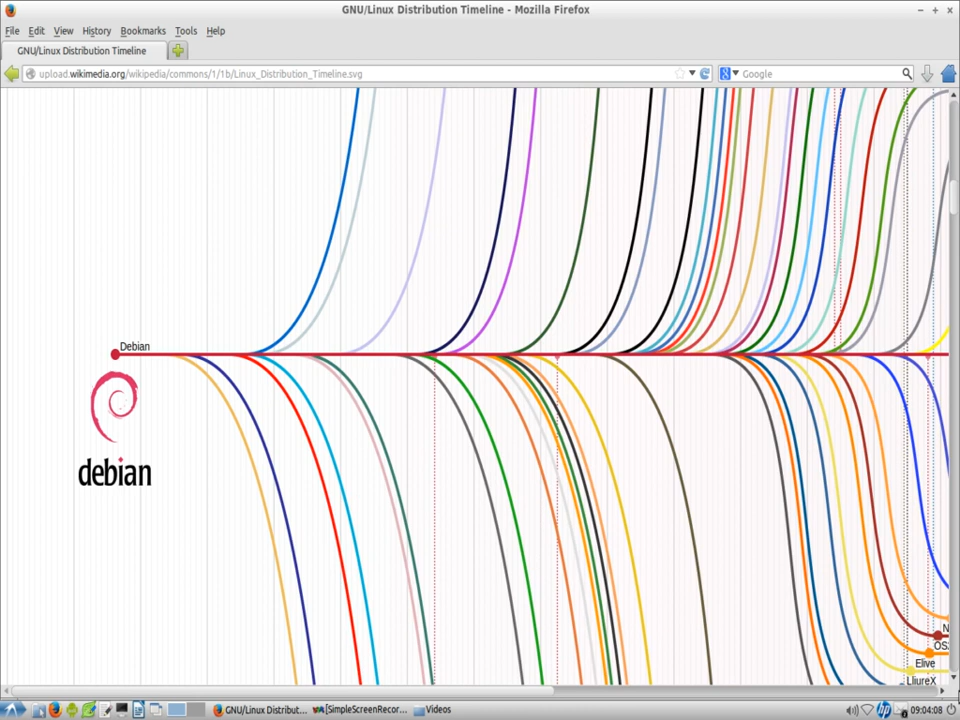 GNU/Linux Distribution Timeline - Mozilla Firefox
File Edit View History Bookmarks Tools Help
GNU/Linux Distribution Timeline
upload.wikimedia.org/wikipedia/commons/1/1b/Linux_Distribution_Timeline.svg
Google
Debian
debian
N
OS
Elive
LliureX
GNU/Linux Distribut...
[SimpleScreenRecor...
Videos
hp
09:04:08